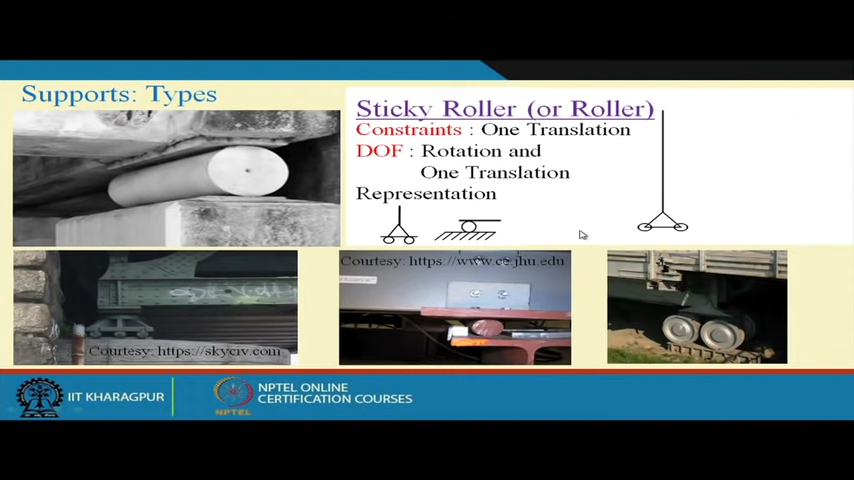 Supports: Types
Sticky Roller (or Roller)
Constraints : One Translation
DOF : Rotation and
One Translation
Representation
Courtesy: https://www.ce.jhu.edu
Courtesy: https://skyciv.com
IIT KHARAGPUR
NPTEL
NPTEL ONLINE
CERTIFICATION COURSES